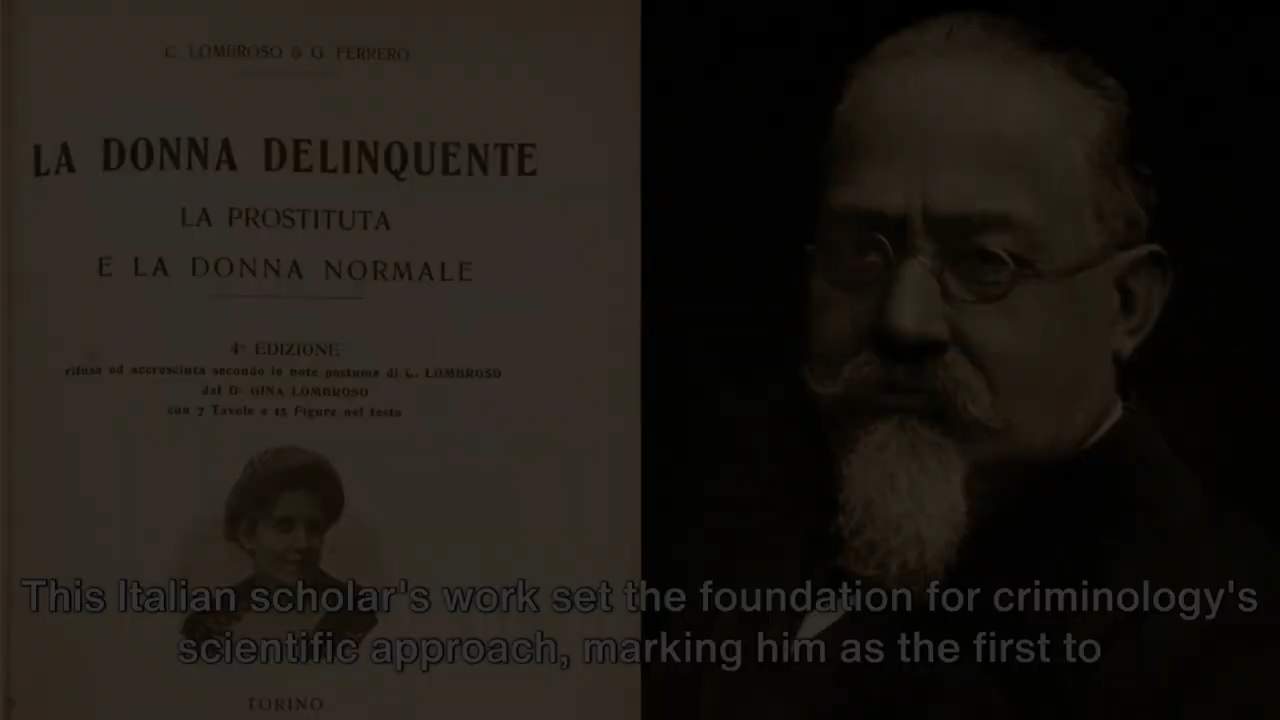 C. LOMBROSO & G. FERRERO
LA DONNA DELINQUENTE
LA PROSTITUTA
E LA DONNA NORMALE
4ª EDIZIONE
rifusa ed accresciuta secondo le note postume di C. LOMBROSO
dal Dr GINA LOMBROSO
con 7 Tavole e 15 Figure nel testo
This Italian scholar's work set the foundation for criminology's
scientific approach, marking him as the first to
TORINO